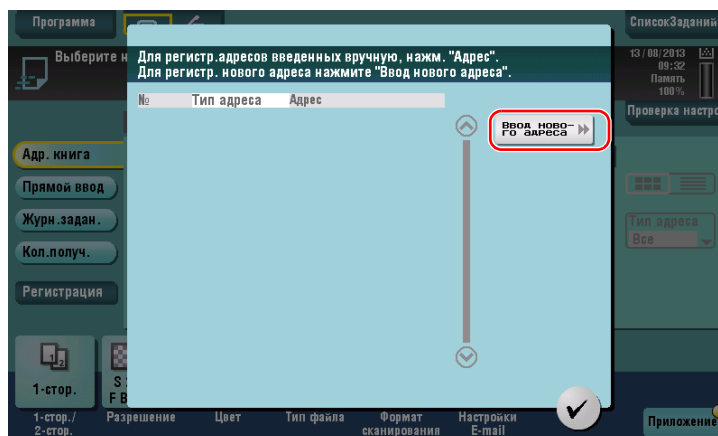 Программа
СписокЗаданий
Выберите н
Для регистр.адресов введенных вручную, нажм. "Адрес".
Для регистр. нового адреса нажмите "Ввод нового адреса".
13/08/2013
09:32
Память
100%
№ Тип адреса Адрес
Проверка настро
Ввод ново-
го адреса
Адр. книга
Прямой ввод
Журн.задан.
Кол.получ.
Тип адреса
Все
Регистрация
1-стор.
S
F B
1-стор./
2-стор.
Разрешение
Цвет
Тип файла
Формат
сканирования
Настройки
E-mail
Приложение